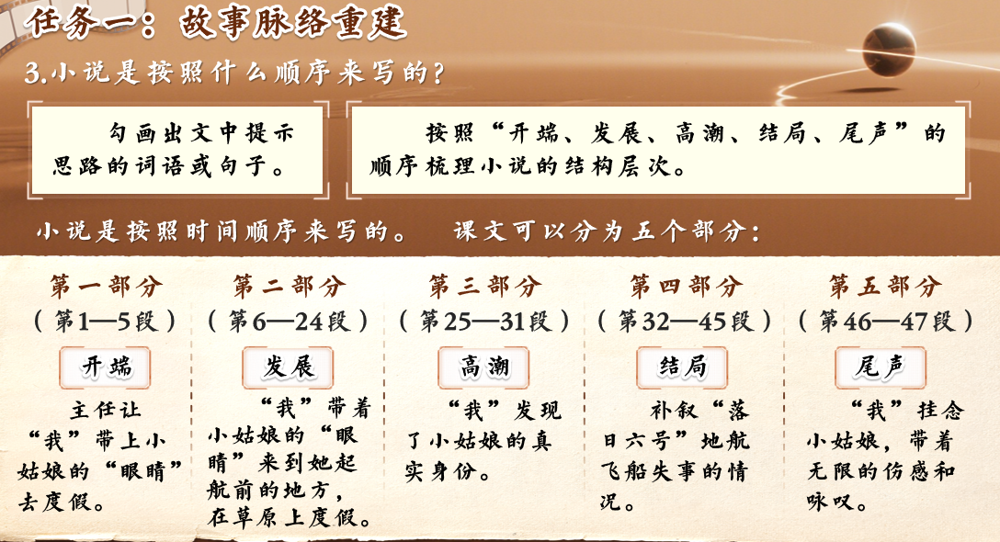 任务一：故事脉络重建
3.小说是按照什么顺序来写的？
勾画出文中提示
思路的词语或句子。
按照“开端、发展、高潮、结局、尾声”的
顺序梳理小说的结构层次。
小说是按照时间顺序来写的。 课文可以分为五个部分：
第一部分
（第1—5段）
开端
主任让
“我”带上小
姑娘的“眼睛”
去度假。
第二部分
（第6—24段）
发展
“我”带着
小姑娘的“眼
睛”来到她起
航前的地方，
在草原上度假。
第三部分
（第25—31段）
高潮
“我”发现
了小姑娘的真
实身份。
第四部分
（第32—45段）
结局
补叙“落
日六号”地航
飞船失事的情
况。
第五部分
（第46—47段）
尾声
“我”挂念
小姑娘，带着
无限的伤感和
咏叹。